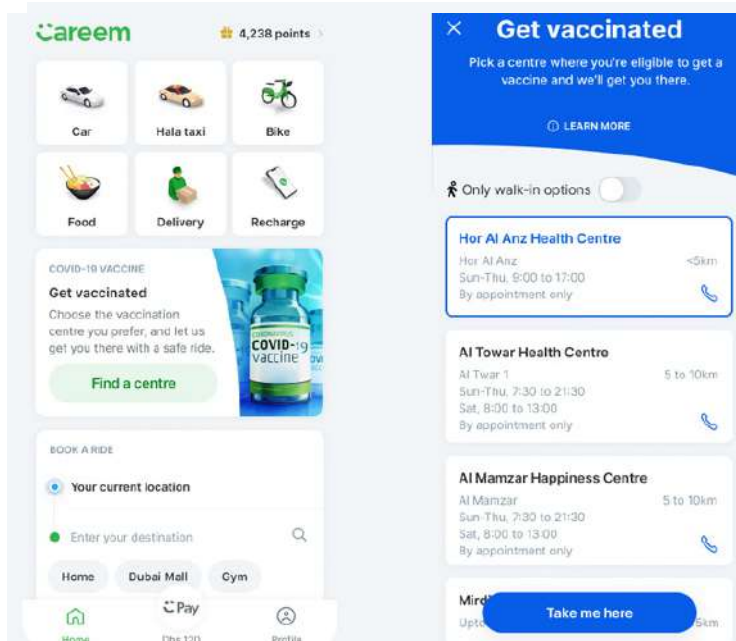 Careem
4,238 points
Car
Hala taxi
Bike
Food
Delivery
Recharge
COVID-19 VACCINE
Get vaccinated
Choose the vaccination
centre you prefer, and let us
get you there with a safe ride.
Find a centre
CORONAVIRUS
COVID-19
vaccine
BOOK A RIDE
Your current location
Enter your destination
Home
Dubai Mall
Gym
Pay
Home
Dhs 120
Profile
Get vaccinated
Pick a centre where you're eligible to get a
vaccine and we'll get you there.
LEARN MORE
Only walk-in options
Hor Al Anz Health Centre
Hor Al Anz
<5km
Sun-Thu, 9:00 to 17:00
By appointment only
Al Towar Health Centre
Al Twar 1
5 to 10km
Sun-Thu, 7:30 to 21:30
Sat, 8:00 to 13:00
By appointment only
Al Mamzar Happiness Centre
Al Mamzar
5 to 10km
Sun-Thu, 7:30 to 21:30
Sat, 8:00 to 13:00
By appointment only
Take me here